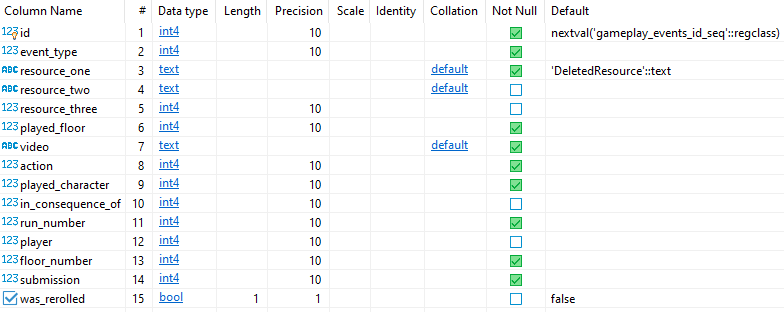 Column Name # Data type Length Precision Scale Identity Collation Not Null Default
123 id 1 int4 10 nextval('gameplay_events_id_seq'::regclass)
123 event_type 2 int4 10
ABC resource_one 3 text default 'DeletedResource'::text
ABC resource_two 4 text default
123 resource_three 5 int4 10
123 played_floor 6 int4 10
ABC video 7 text default
123 action 8 int4 10
123 played_character 9 int4 10
123 in_consequence_of 10 int4 10
123 run_number 11 int4 10
123 player 12 int4 10
123 floor_number 13 int4 10
123 submission 14 int4 10
was_rerolled 15 bool 1 1 false